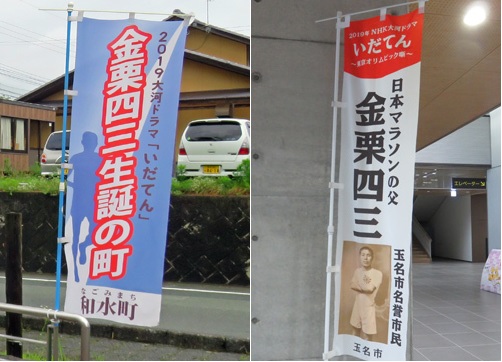 2019大河ドラマ「いだてん」
金栗四三生誕の町
なごみまち
和水町
2019年NHK大河ドラマ
いだてん
〜東京オリムピック噺〜
日本マラソンの父
金栗四三
玉名市名誉市民
玉名市
エレベーター